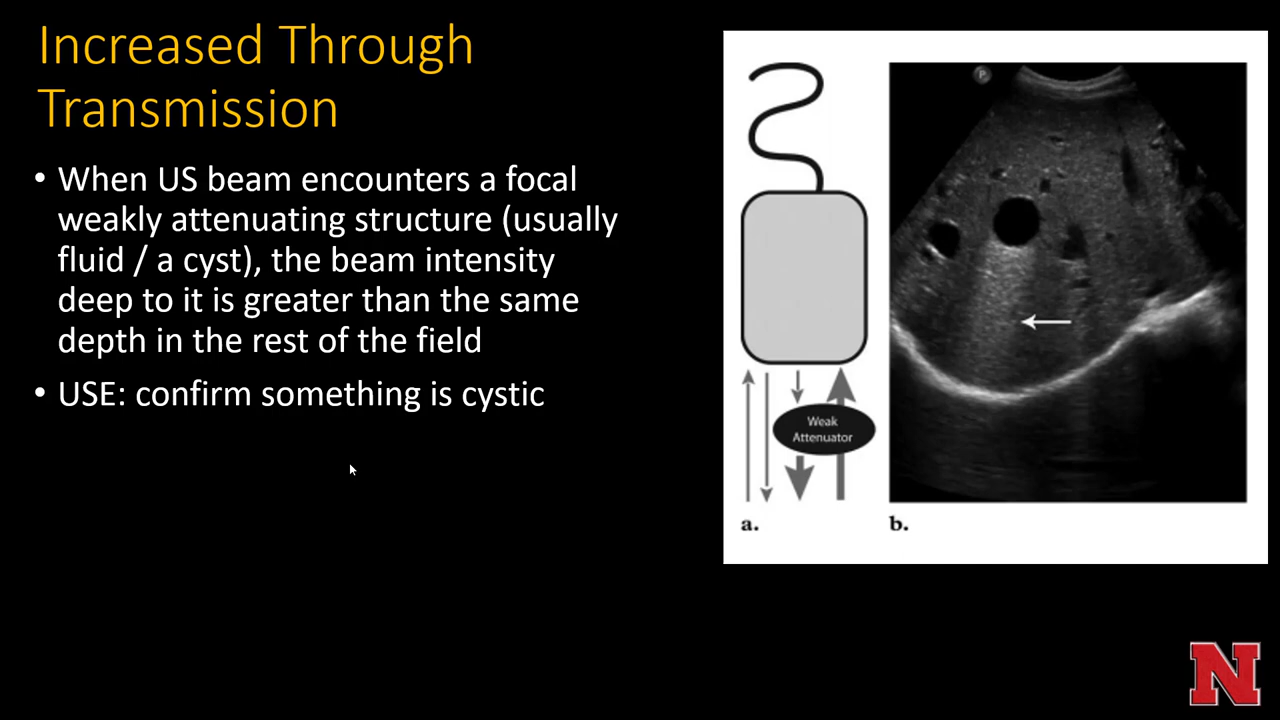 Increased Through
Transmission
• When US beam encounters a focal
weakly attenuating structure (usually
fluid / a cyst), the beam intensity
deep to it is greater than the same
depth in the rest of the field
• USE: confirm something is cystic
Weak
Attenuator
a.
P
b.
N